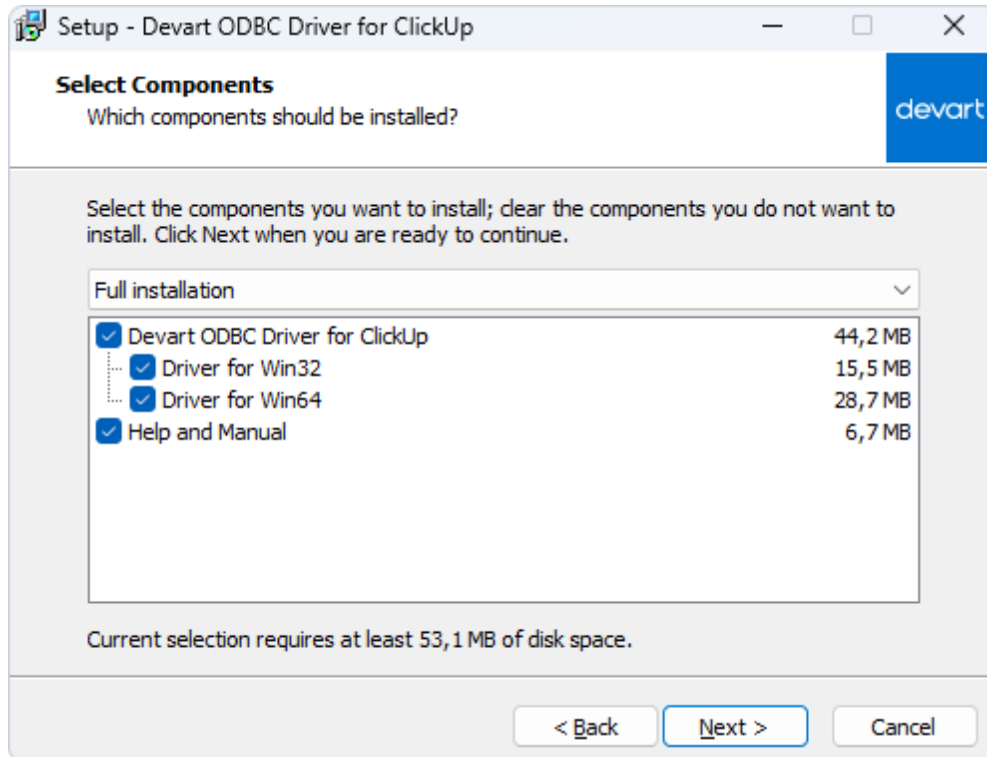 Setup - Devart ODBC Driver for ClickUp
Select Components
Which components should be installed?
devart
Select the components you want to install; clear the components you do not want to
install. Click Next when you are ready to continue.
Full installation
Devart ODBC Driver for ClickUp 44,2 MB
Driver for Win32 15,5 MB
Driver for Win64 28,7 MB
Help and Manual 6,7 MB
Current selection requires at least 53,1 MB of disk space.
< Back Next > Cancel